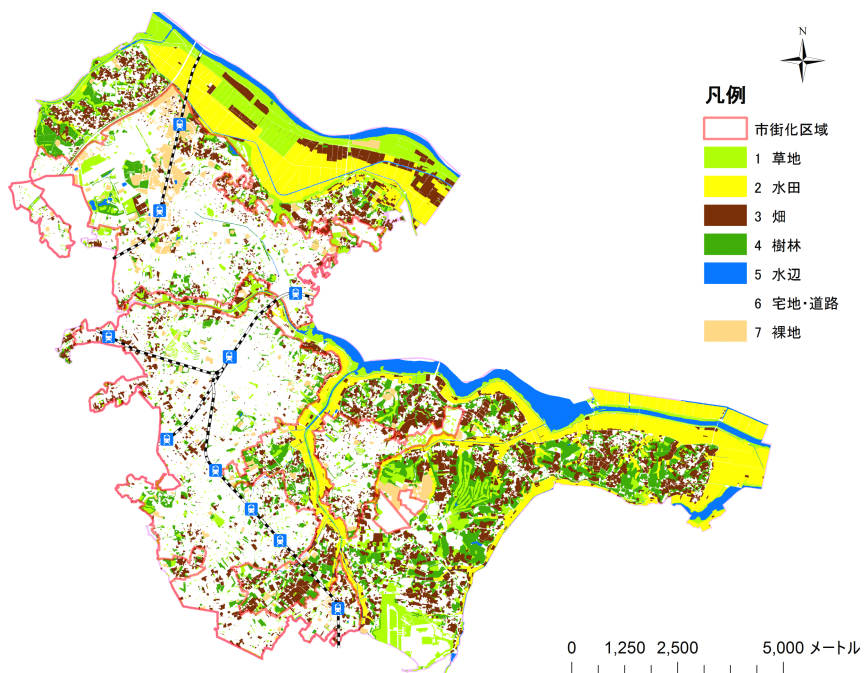 N
凡例
市街化区域
1 草地
2 水田
3 畑
4 樹林
5 水辺
6 宅地・道路
7 裸地
0 1,250 2,500 5,000 メートル